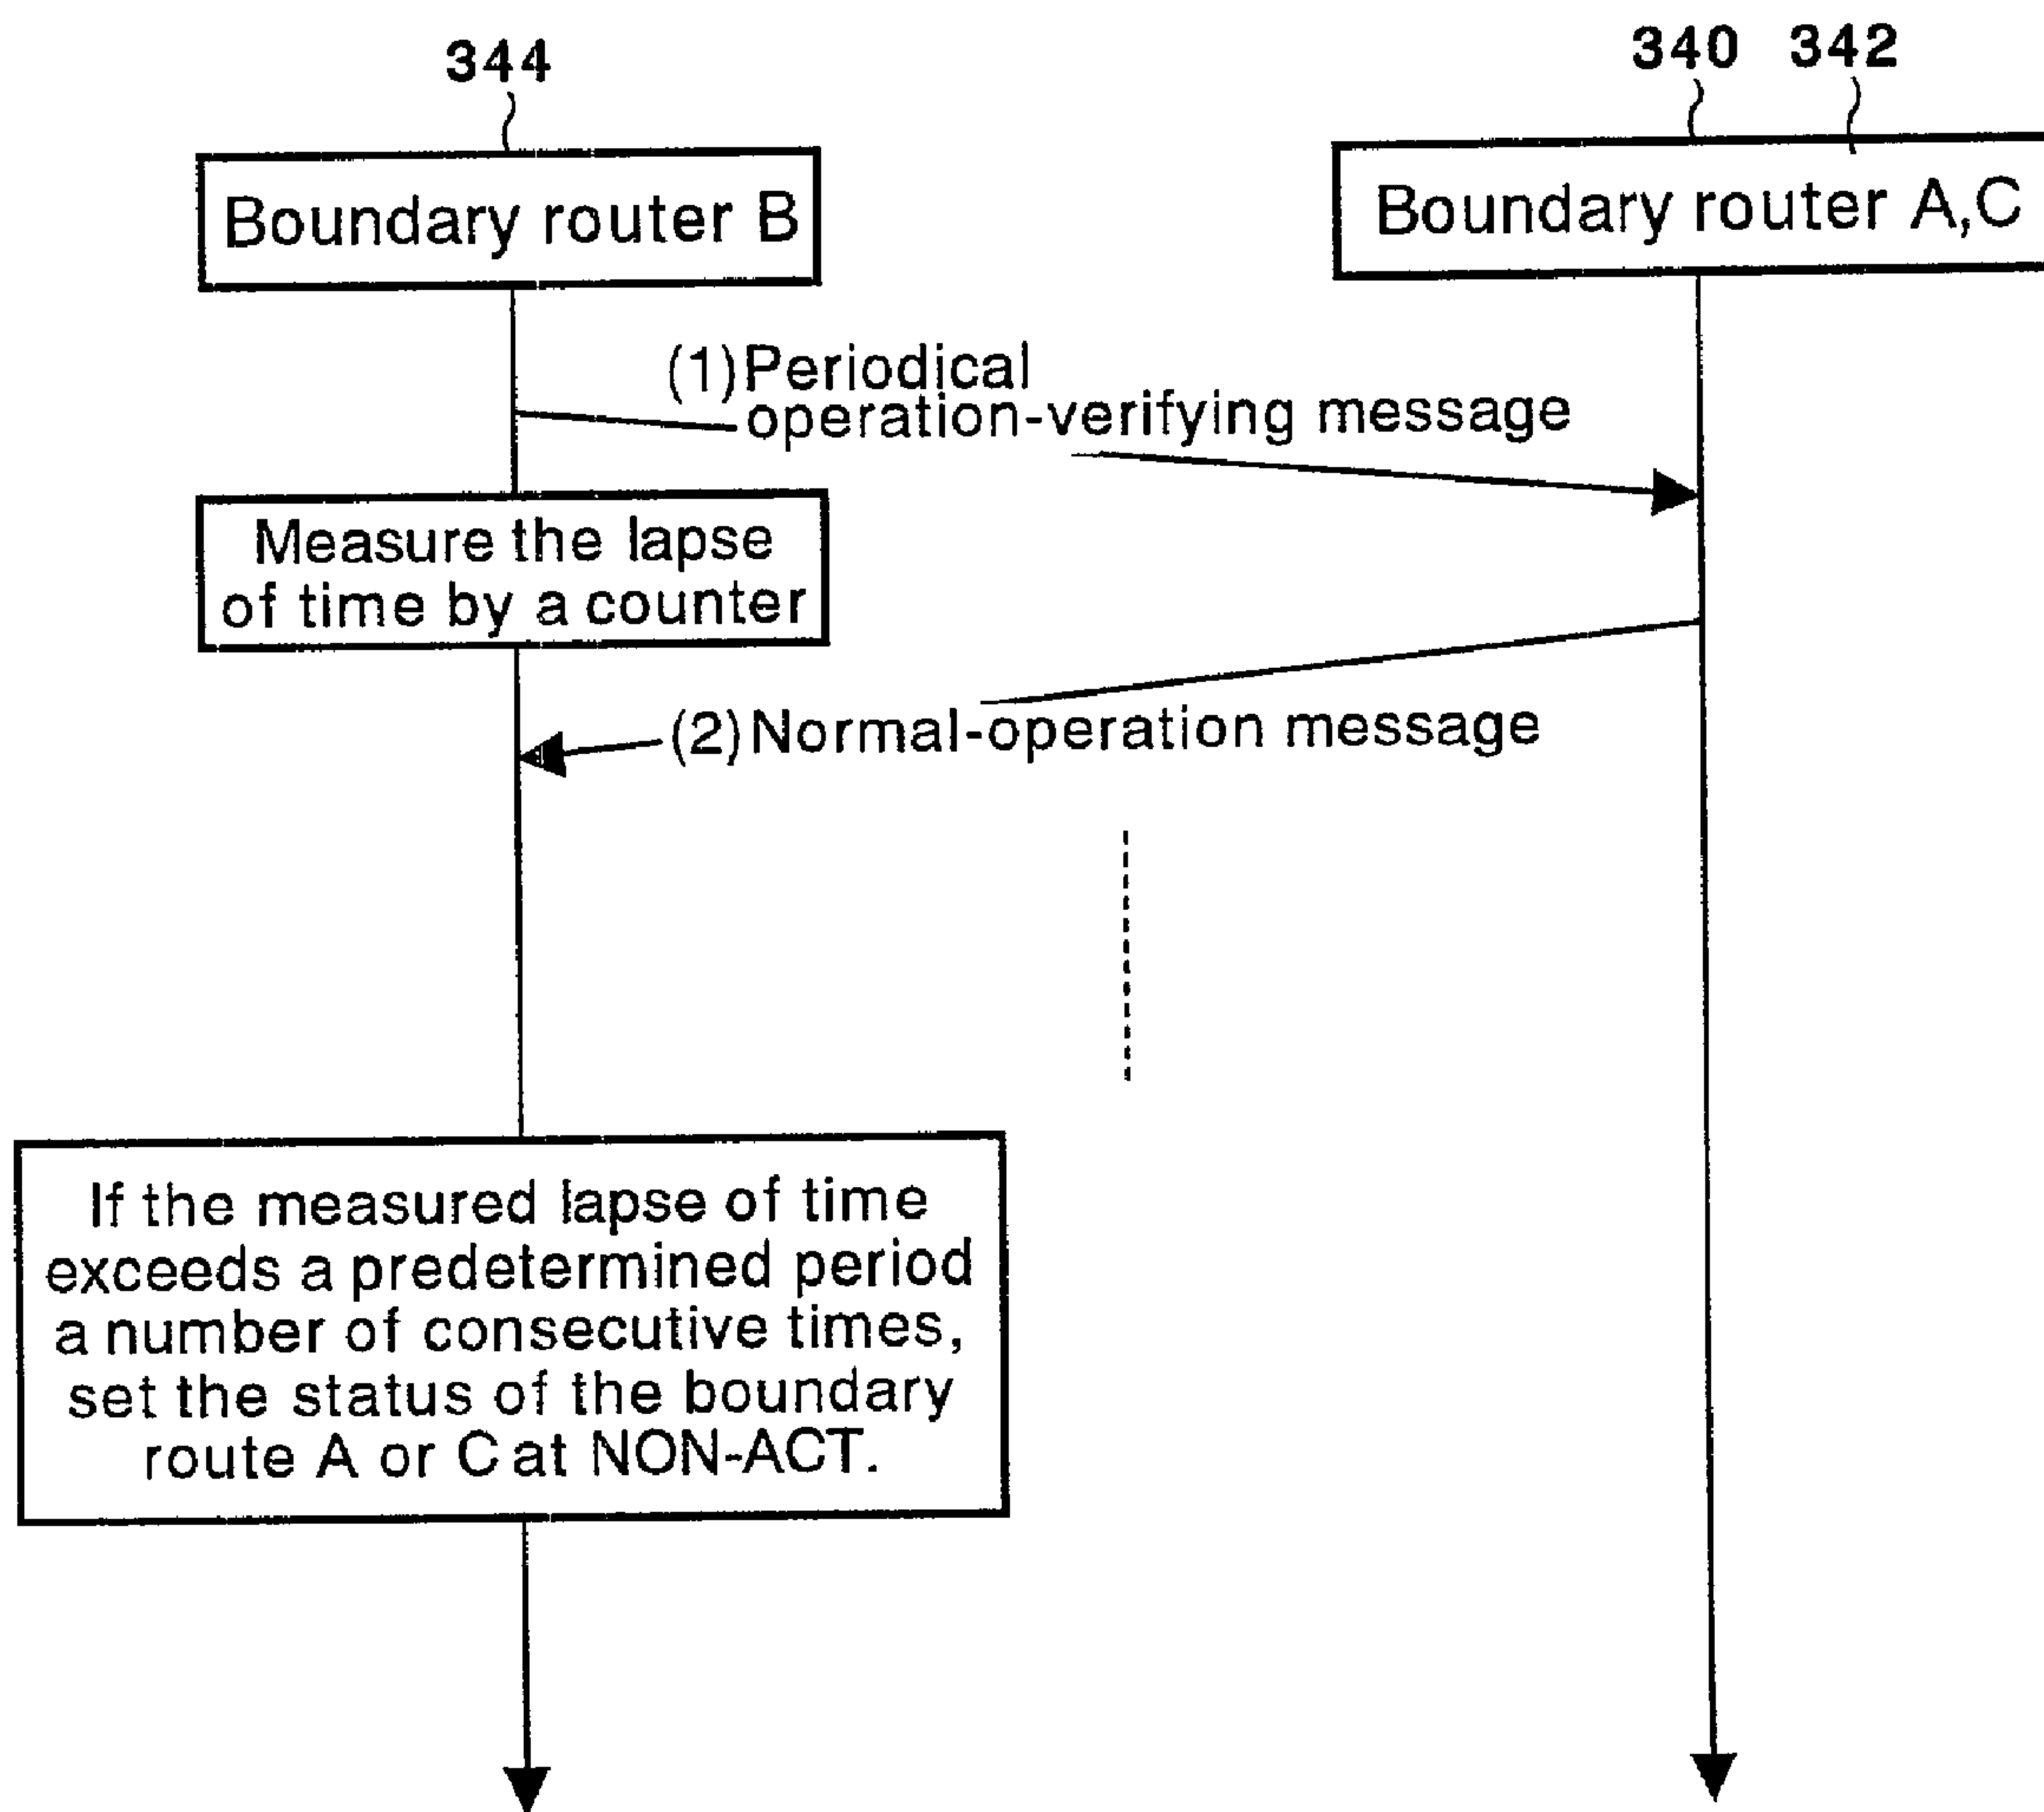 344
340 342
Boundary router B
Boundary router A,C
(1)Periodical
operation-verifying message
Measure the lapse
of time by a counter
(2)Normal-operation message
If the measured lapse of time
exceeds a predetermined period
a number of consecutive times,
set the status of the boundary
route A or C at NON-ACT.